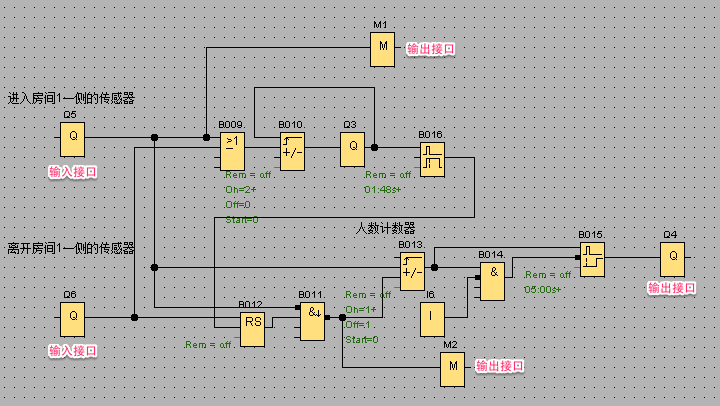 M1
M
输出接口
进入房间1一侧的传感器
Q5
Q
输入接口
B009
≥1
B010
+/-
Q3
Q
B016
Rem = off
On=2+
Off=0
Start=0
Rem = off
01:48s+
人数计数器
离开房间1一侧的传感器
B013
+/-
B014
&
B015
Q4
Q
输出接口
Rem = off
05:00s+
Q6
Q
输入接口
B012
RS
Rem = off
B011
&↓
Rem = off
On=1+
Off=1
Start=0
I6
I
M2
M
输出接口